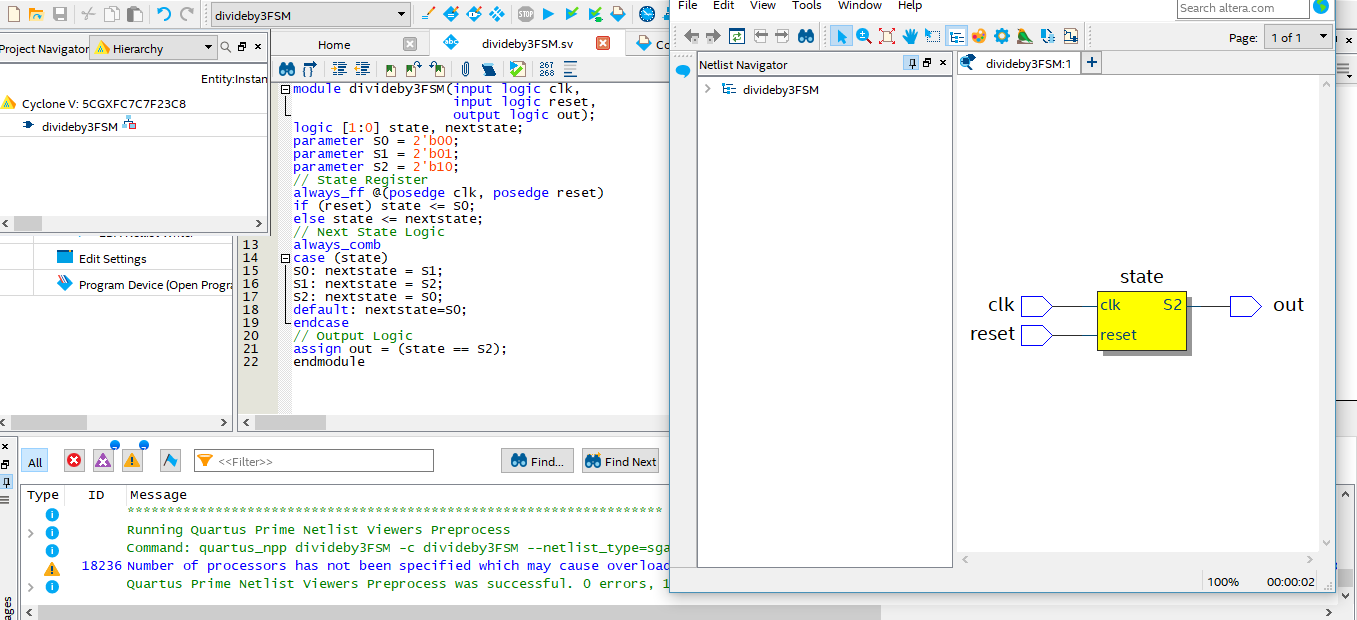 divideby3FSM
File Edit View Tools Window Help
Search altera.com
STOP
Project Navigator
Hierarchy
Entity:Instan
Cyclone V: 5CGXFC7C7F23C8
divideby3FSM
Edit Settings
Program Device (Open Progra
Home
divideby3FSM.sv
Co
267
268
module divideby3FSM(input logic clk,
input logic reset,
output logic out);
logic [1:0] state, nextstate;
parameter S0 = 2'b00;
parameter S1 = 2'b01;
parameter S2 = 2'b10;
// State Register
always_ff @(posedge clk, posedge reset)
if (reset) state <= S0;
else state <= nextstate;
// Next State Logic
13 always_comb
14 case (state)
15 S0: nextstate = S1;
16 S1: nextstate = S2;
17 S2: nextstate = S0;
18 default: nextstate=S0;
19 endcase
20 // Output Logic
21 assign out = (state == S2);
22 endmodule
Page: 1 of 1
Netlist Navigator
divideby3FSM
divideby3FSM:1
state
clk
reset
clk S2
reset
out
100% 00:00:02
All
<<Filter>>
Find...
Find Next
Type ID Message
*******************************************************************
Running Quartus Prime Netlist Viewers Preprocess
Command: quartus_npp divideby3FSM -c divideby3FSM --netlist_type=sga
18236 Number of processors has not been specified which may cause overload
Quartus Prime Netlist Viewers Preprocess was successful. 0 errors, 1
ages